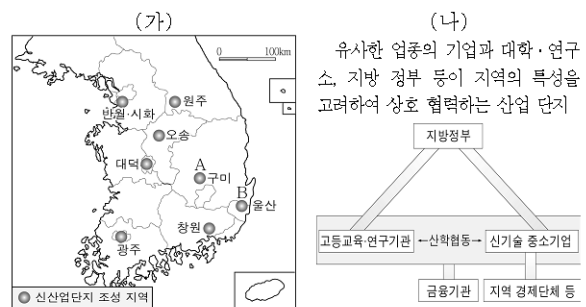 (가)
0 100km
반월·시화
원주
오송
대덕
A
구미
B
울산
창원
광주
신산업단지 조성 지역
(나)
유사한 업종의 기업과 대학·연구
소, 지방 정부 등이 지역의 특성을
고려하여 상호 협력하는 산업 단지
지방정부
고등교육·연구기관 ←산학협동→ 신기술 중소기업
금융기관 지역 경제단체 등